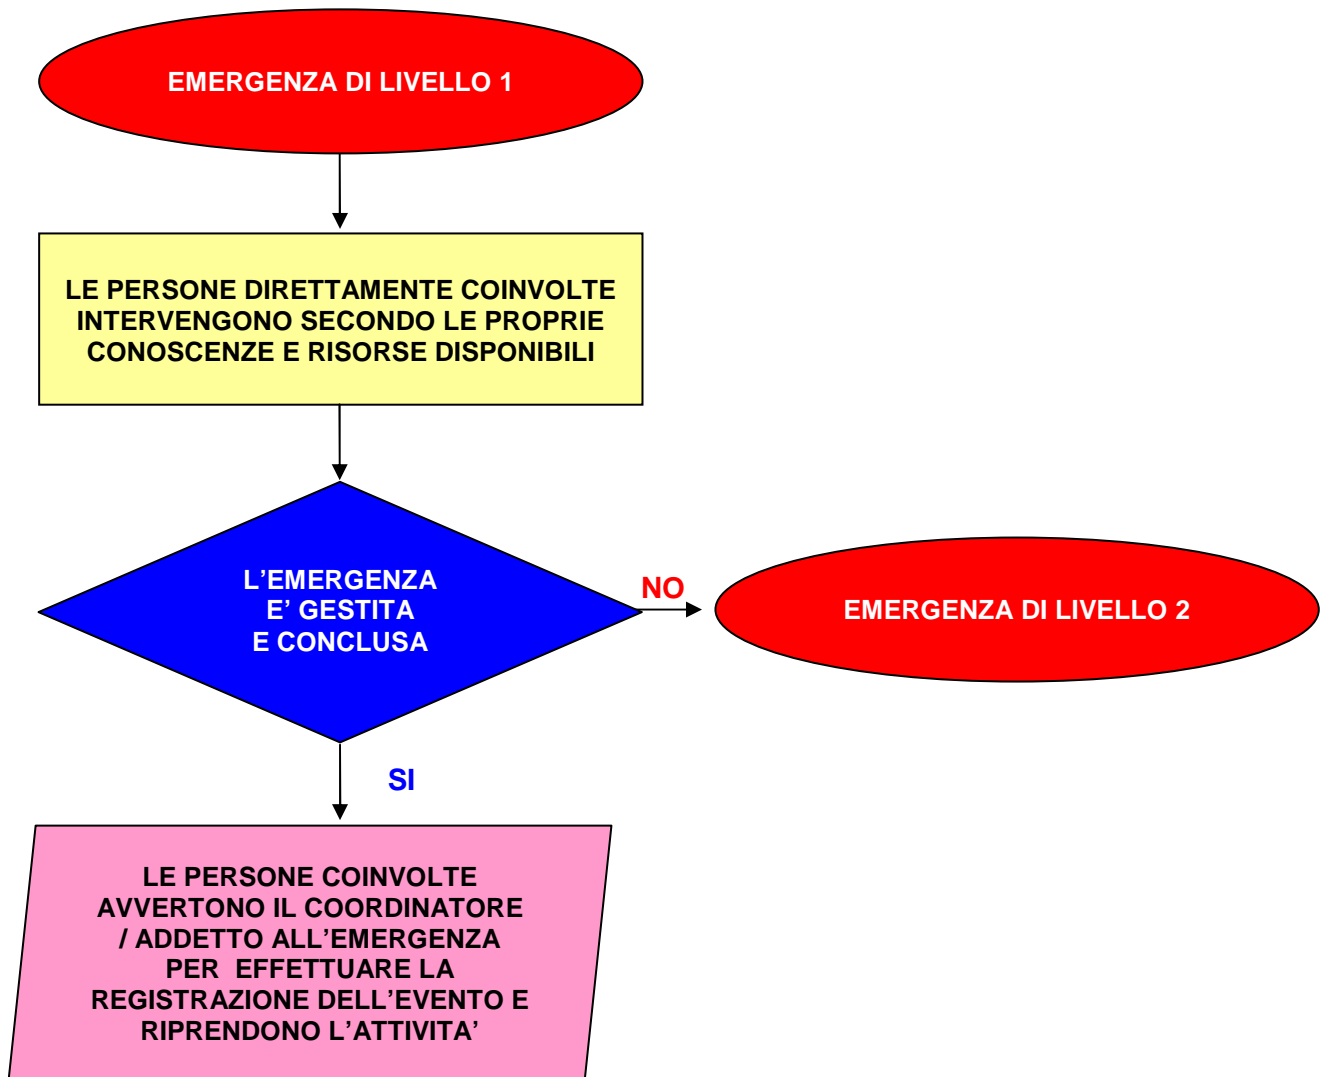 EMERGENZA DI LIVELLO 1
LE PERSONE DIRETTAMENTE COINVOLTE
INTERVENGONO SECONDO LE PROPRIE
CONOSCENZE E RISORSE DISPONIBILI
L’EMERGENZA
E’ GESTITA
E CONCLUSA
NO
EMERGENZA DI LIVELLO 2
SI
LE PERSONE COINVOLTE
AVVERTONO IL COORDINATORE
/ ADDETTO ALL’EMERGENZA
PER EFFETTUARE LA
REGISTRAZIONE DELL’EVENTO E
RIPRENDONO L’ATTIVITA’